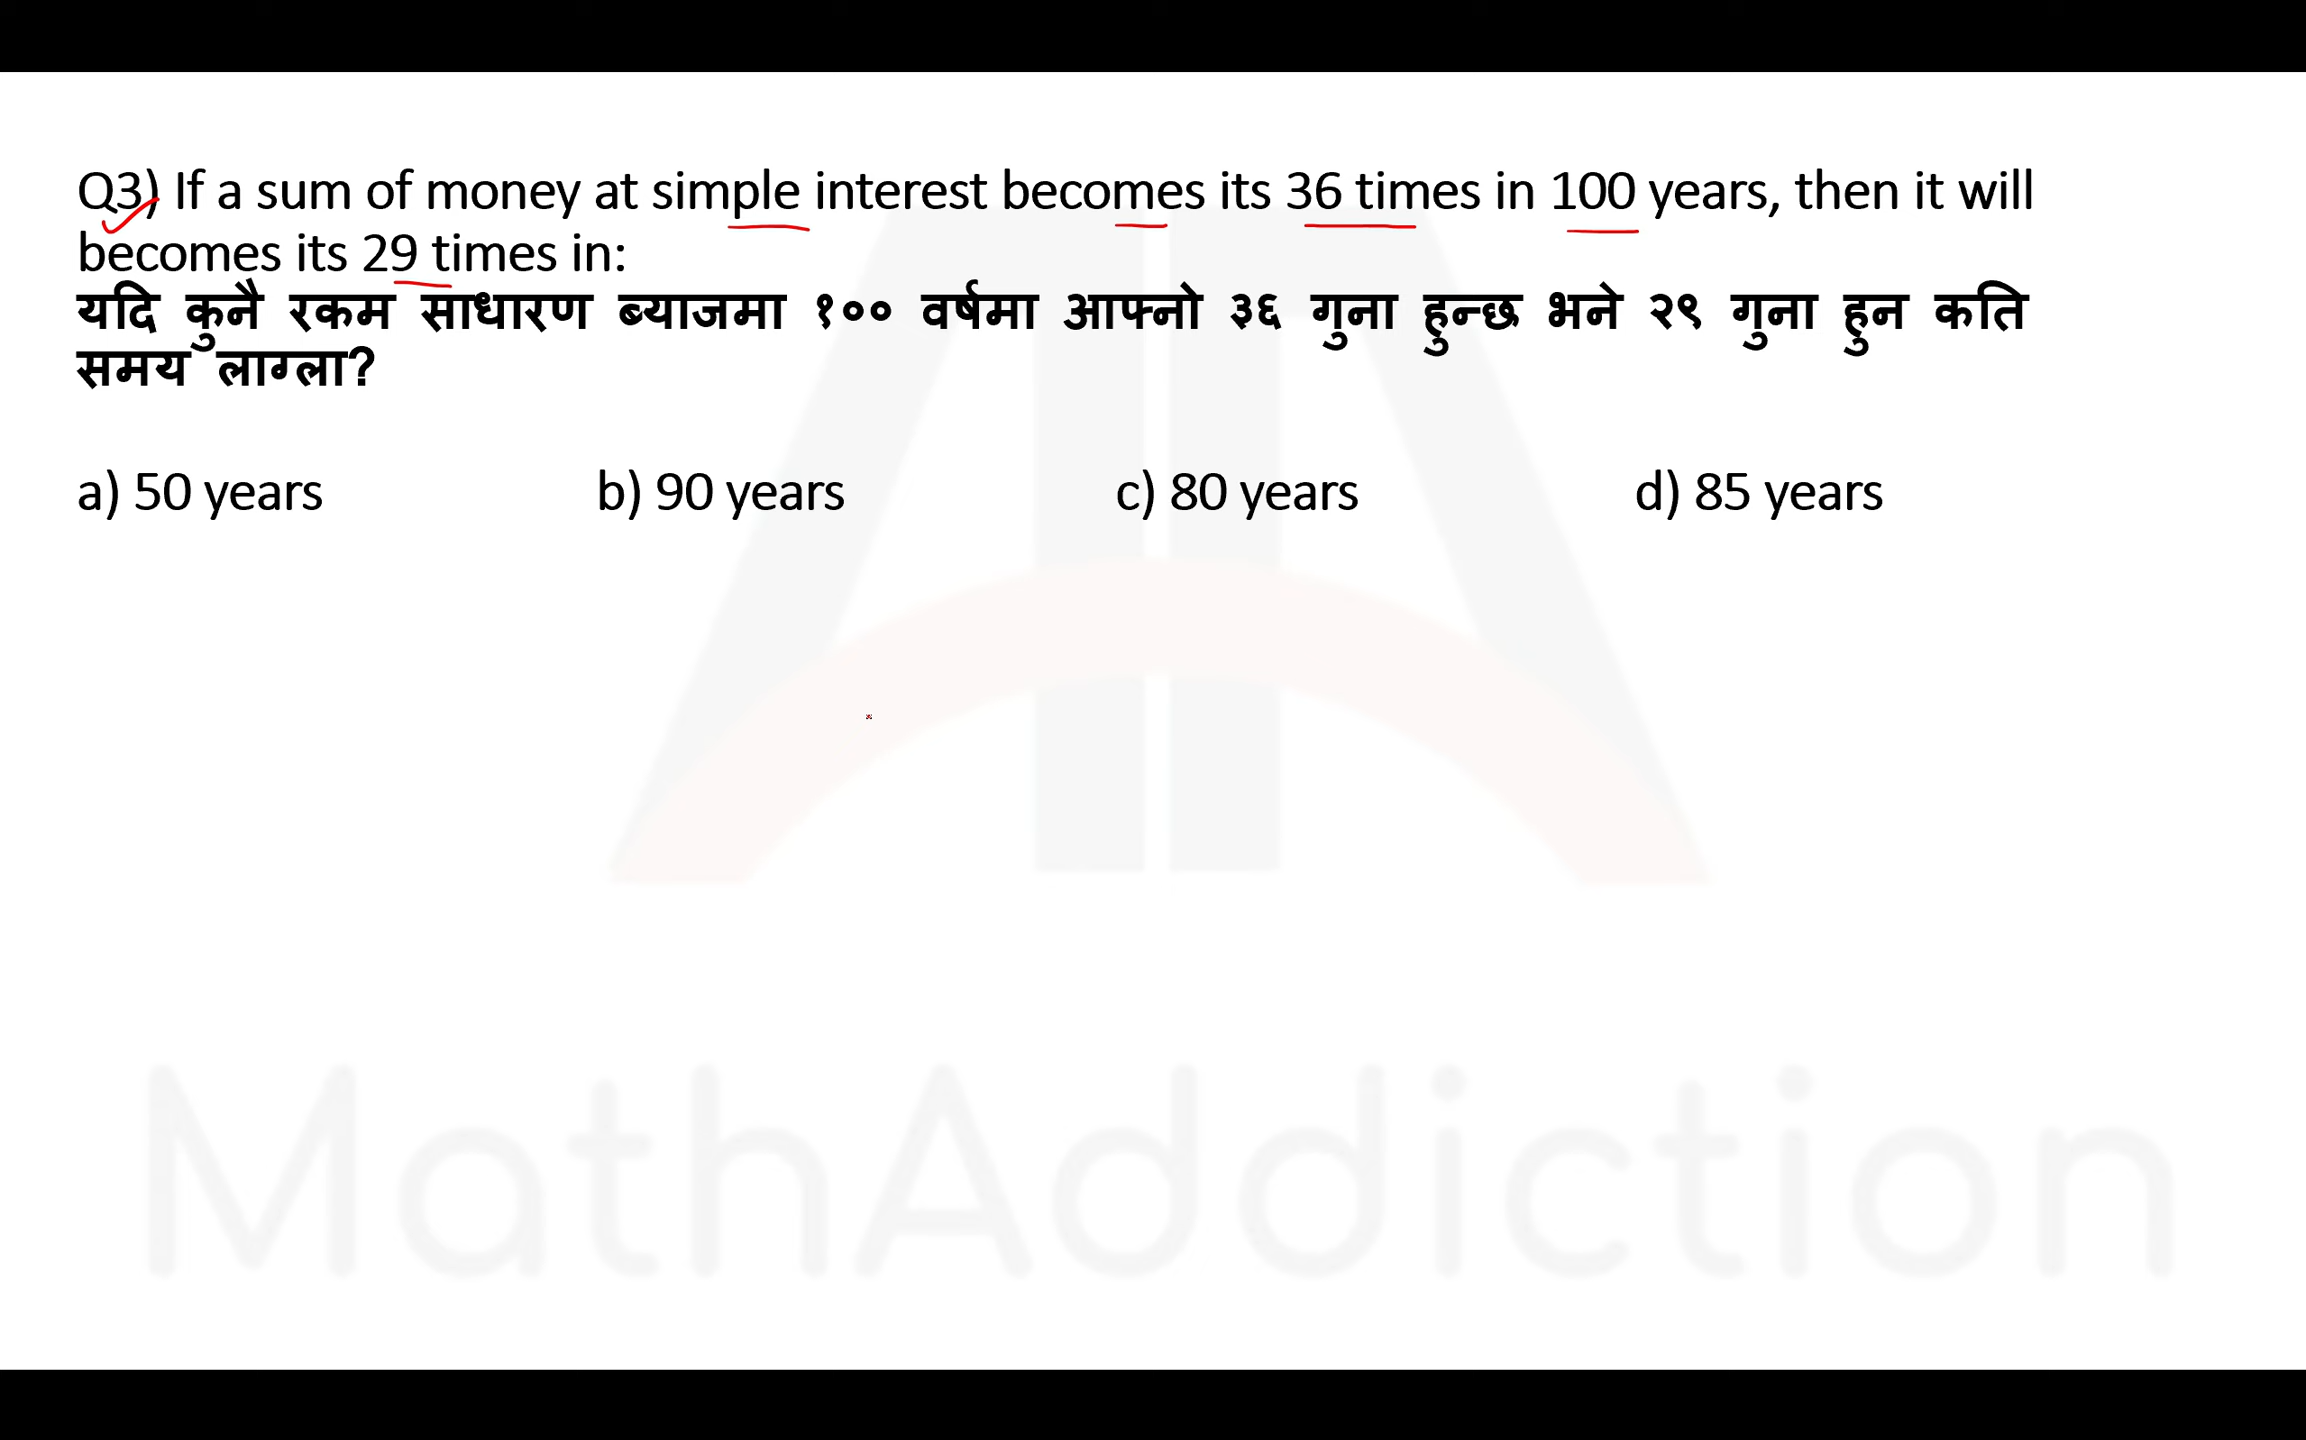 Q3) If a sum of money at simple interest becomes its 36 times in 100 years, then it will
becomes its 29 times in:
यदि कुनै रकम साधारण ब्याजमा १०० वर्षमा आफ्नो ३६ गुना हुन्छ भने २९ गुना हुन कति
समय लाग्ला?
a) 50 years b) 90 years c) 80 years d) 85 years
MathAddiction